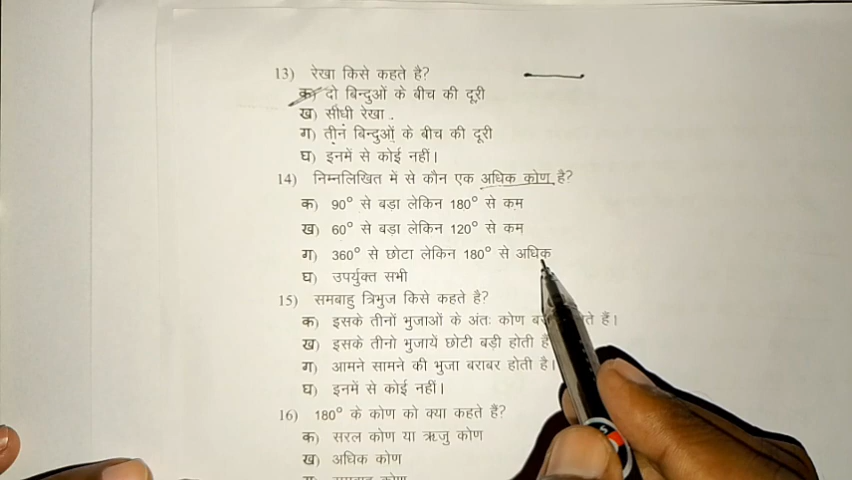 13) रेखा किसे कहते है?
क) दो बिन्दुओं के बीच की दूरी
ख) सीधी रेखा .
ग) तीन बिन्दुओं के बीच की दूरी
घ) इनमें से कोई नहीं।
14) निम्नलिखित में से कौन एक अधिक कोण है?
क) 90° से बड़ा लेकिन 180° से कम
ख) 60° से बड़ा लेकिन 120° से कम
ग) 360° से छोटा लेकिन 180° से अधिक
घ) उपर्युक्त सभी
15) समबाहु त्रिभुज किसे कहते है?
क) इसके तीनों भुजाओं के अंतः कोण हैं।
ख) इसके तीनो भुजायें छोटी बड़ी होती हैं
ग) आमने सामने की भुजा बराबर होती है।
घ) इनमें से कोई नहीं।
16) 180° के कोण को क्या कहते हैं?
क) सरल कोण या ऋजु कोण
ख) अधिक कोण